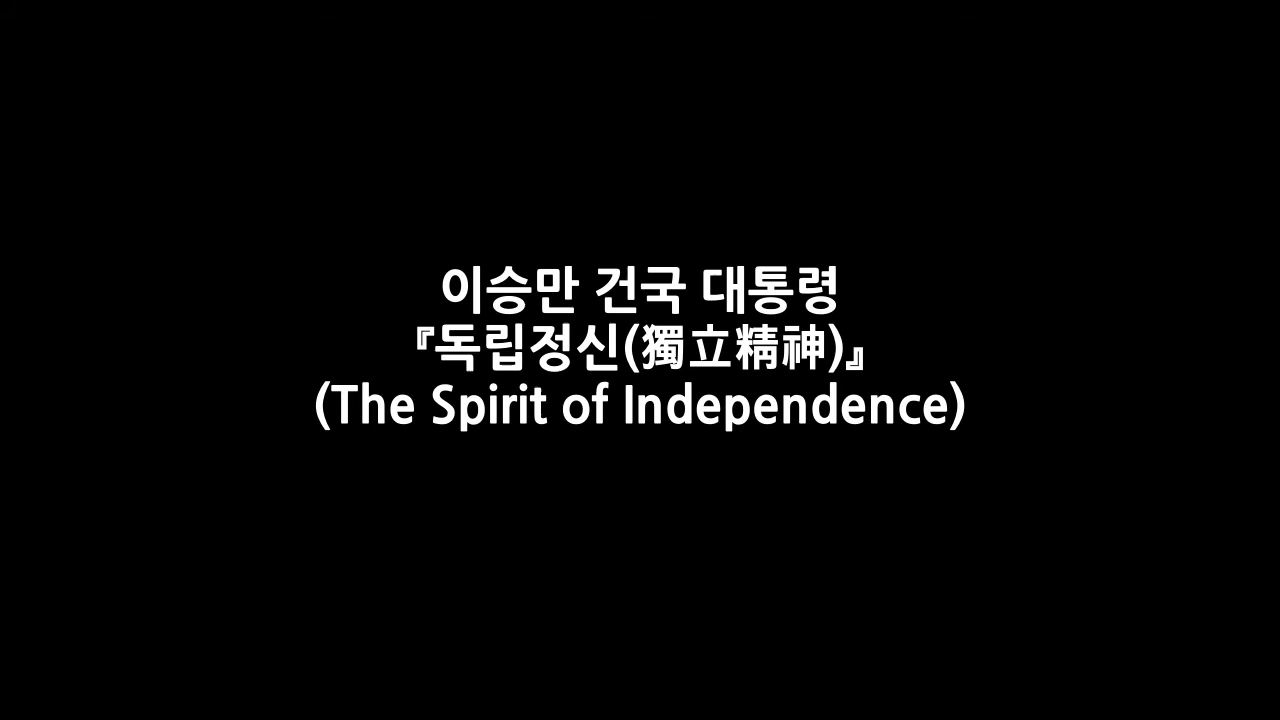 이승만 건국 대통령
『독립정신(獨立精神)』
(The Spirit of Independence)